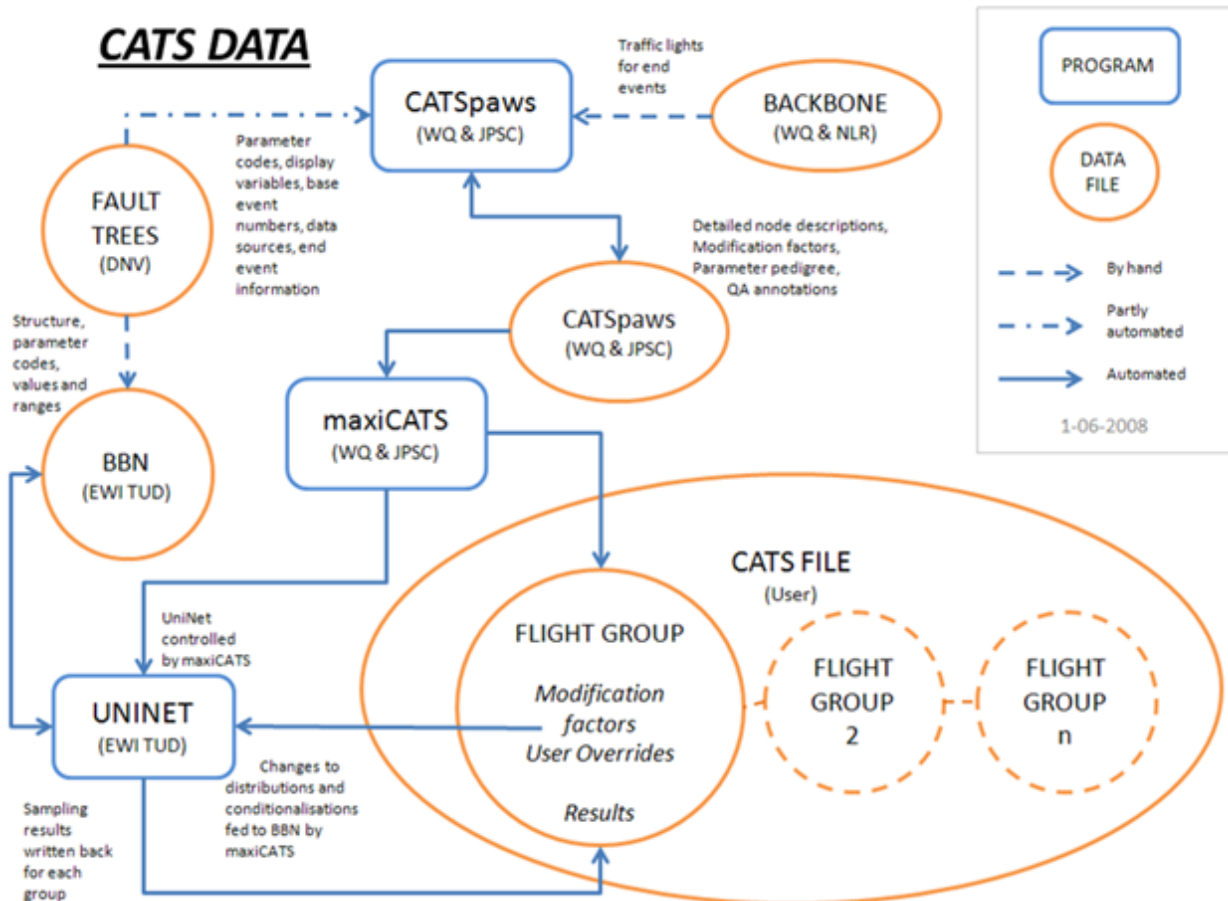 CATS DATA
Traffic lights
for end
events
CATSpaws
(WQ & JPSC)
BACKBONE
(WQ & NLR)
PROGRAM
DATA
FILE
By hand
Partly
automated
Automated
1-06-2008
FAULT
TREES
(DNV)
Parameter
codes, display
variables, base
event
numbers, data
sources, end
event
information
Detailed node descriptions,
Modification factors,
Parameter pedigree,
QA annotations
CATSpaws
(WQ & JPSC)
Structure,
parameter
codes,
values and
ranges
maxiCATS
(WQ & JPSC)
BBN
(EWI TUD)
CATS FILE
(User)
UniNet
controlled
by maxiCATS
FLIGHT GROUP
Modification
factors
User Overrides
Results
FLIGHT
GROUP
2
FLIGHT
GROUP
n
UNINET
(EWI TUD)
Changes to
distributions and
conditionalisations
fed to BBN by
maxiCATS
Sampling
results
written back
for each
group